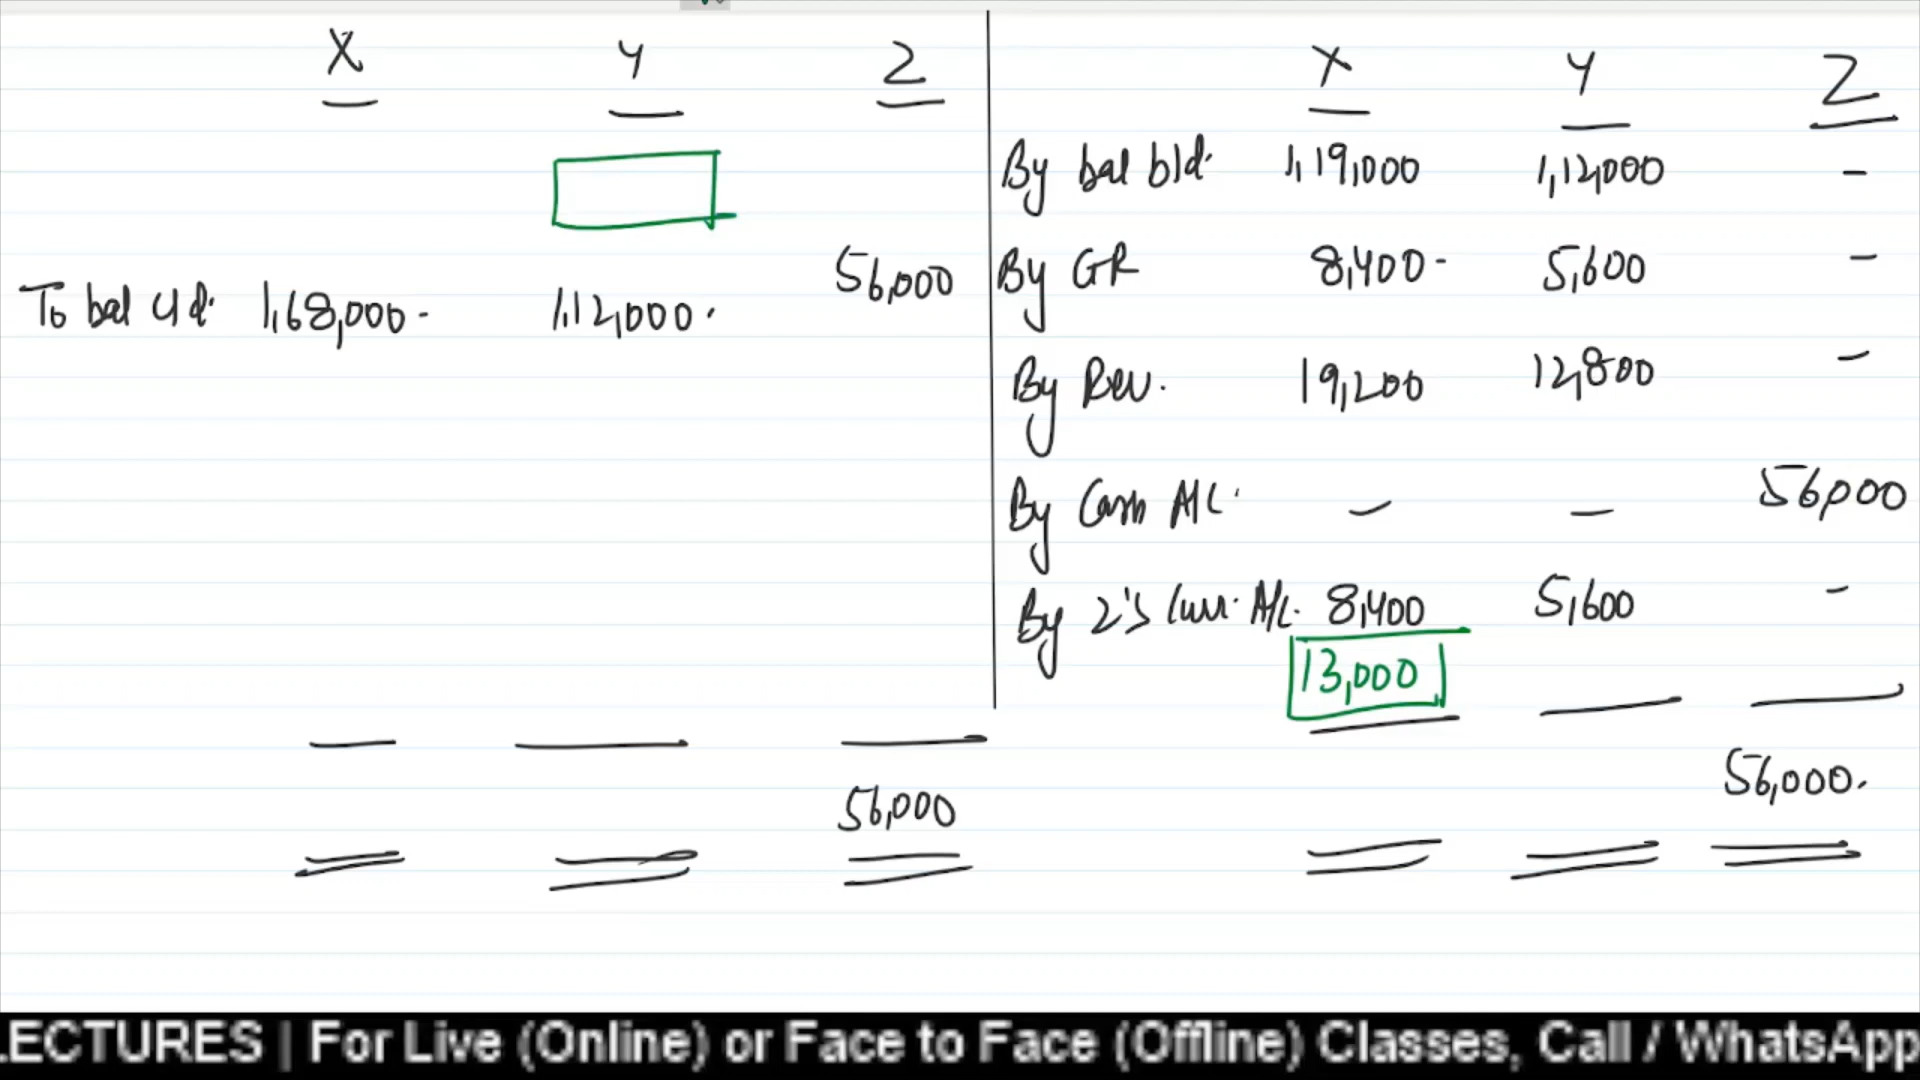 X Y Z X Y Z
By bal b/d. 1,19,000 1,12,000 -
56,000 By GR 8,400- 5,600 -
To bal c/d. 1,68,000- 1,12,000.
By Rev. 19,200 12,800 -
By Cash A/c. - - 56,000
By Z's Curr. A/c. 8,400 5,600 -
13,000
56,000 56,000.
LECTURES | For Live (Online) or Face to Face (Offline) Classes, Call / WhatsApp